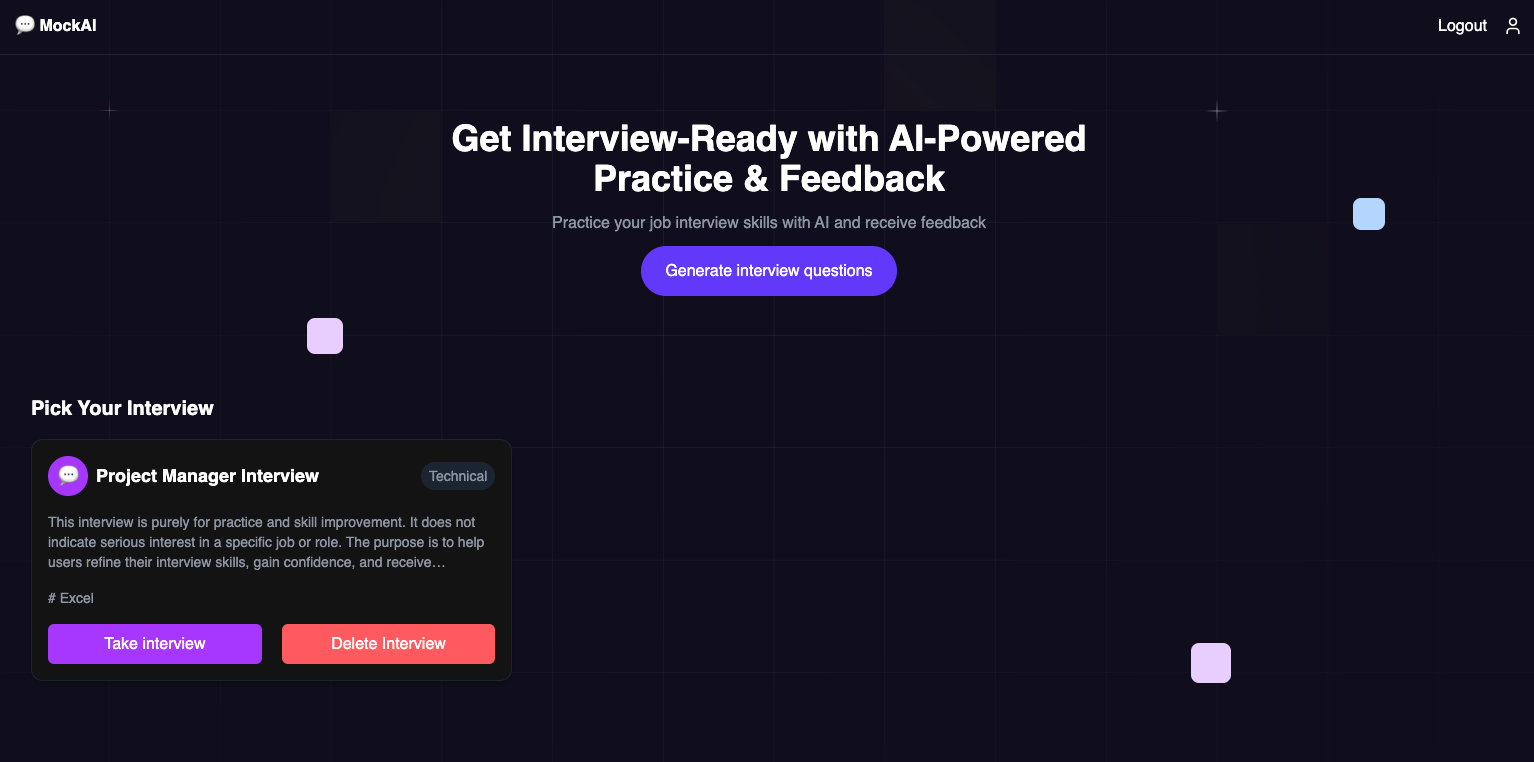 MockAI
Logout
Get Interview-Ready with AI-Powered
Practice & Feedback
Practice your job interview skills with AI and receive feedback
Generate interview questions
Pick Your Interview
Project Manager Interview
Technical
This interview is purely for practice and skill improvement. It does not
indicate serious interest in a specific job or role. The purpose is to help
users refine their interview skills, gain confidence, and receive…
# Excel
Take interview
Delete Interview